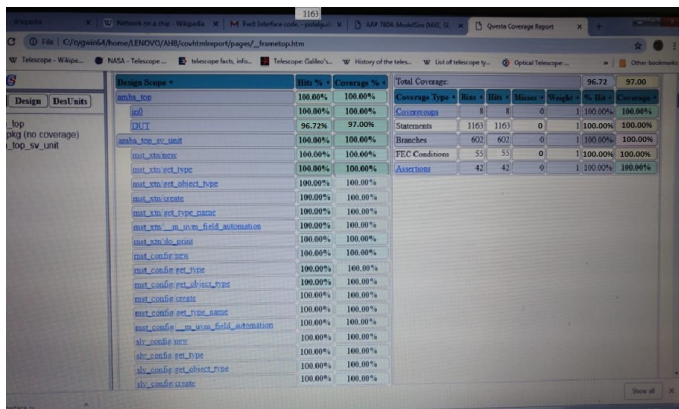 1163
Network on a chip - Wikipedia
Questa Coverage Report
File
C:/cygwin64/home/LENOVO/AHB/covhtmlreport/pages/__frametop.htm
Telescope - Wikipe...
NASA - Telescope ...
telescope facts, info...
Telescope: Galileo's...
History of the teles...
List of telescope ty...
Optical Telescope ...
Other bookmarks
Design
DesUnits
_top
pkg (no coverage)
_top_sv_unit
Design Scope Hits % Coverage %
amba_top 100.00% 100.00%
in0 100.00% 100.00%
DUT 96.72% 97.00%
amba_top_sv_unit 100.00% 100.00%
mst_xtn/new 100.00% 100.00%
mst_xtn/get_type 100.00% 100.00%
mst_xtn/get_object_type 100.00% 100.00%
mst_xtn/create 100.00% 100.00%
mst_xtn/get_type_name 100.00% 100.00%
mst_xtn/__m_uvm_field_automation 100.00% 100.00%
mst_xtn/do_print 100.00% 100.00%
mst_config/new 100.00% 100.00%
mst_config/get_type 100.00% 100.00%
mst_config/get_object_type 100.00% 100.00%
mst_config/create 100.00% 100.00%
mst_config/get_type_name 100.00% 100.00%
mst_config/__m_uvm_field_automation 100.00% 100.00%
slv_config/new 100.00% 100.00%
slv_config/get_type 100.00% 100.00%
slv_config/get_object_type 100.00% 100.00%
slv_config/create 100.00% 100.00%
Total Coverage: 96.72 97.00
Coverage Type Bins Hits Misses Weight % Hit Coverage
Covergroups 8 8 0 1 100.00% 100.00%
Statements 1163 1163 0 1 100.00% 100.00%
Branches 602 602 0 1 100.00% 100.00%
FEC Conditions 55 55 0 1 100.00% 100.00%
Assertions 42 42 0 1 100.00% 100.00%
Show all